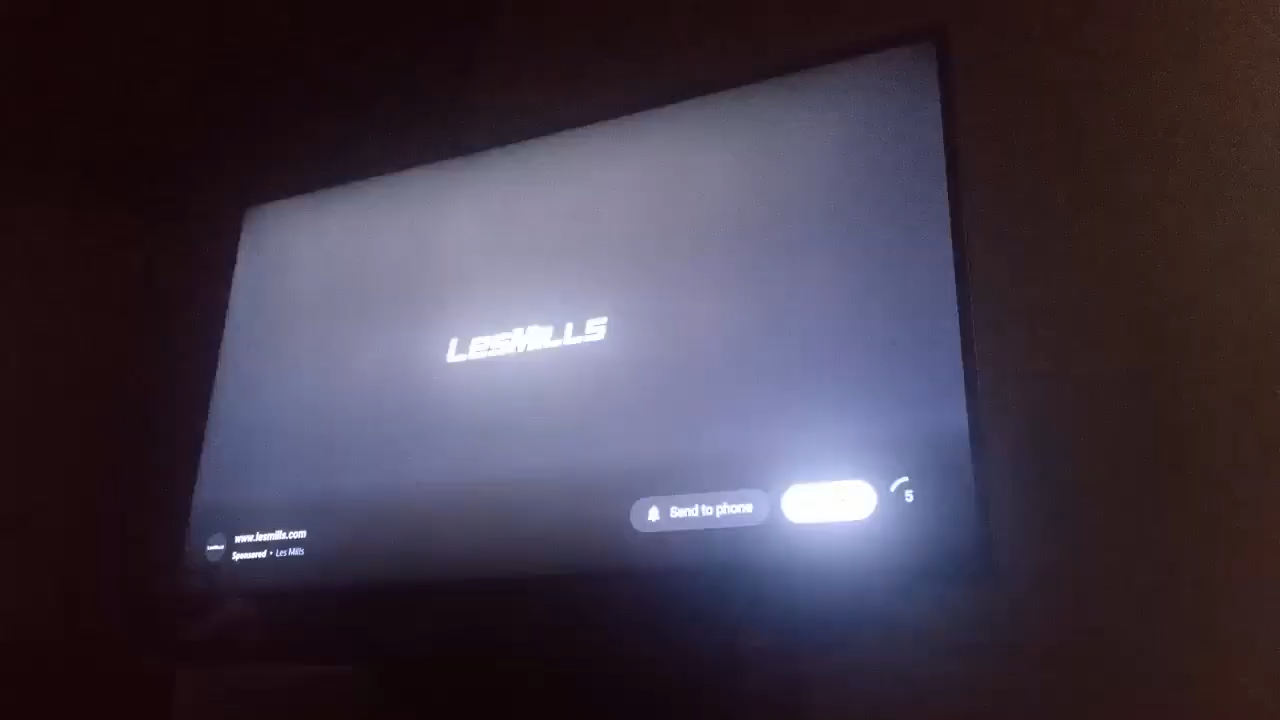 LesMiLLS
Send to phone
5
www.lesmills.com
Sponsored • Les Mills